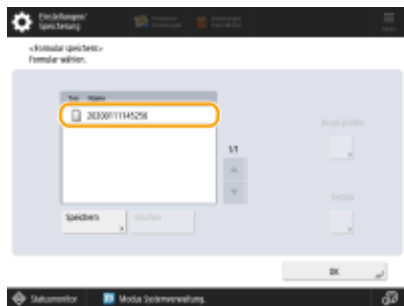 Einstellungen/
Speicherung
<Formular speichern>
Formular wählen.
Typ Name
20200111145256
1/1
Druck prüfen
Speichern
Löschen
Details
OK
Statusmonitor
Modus Systemverwaltung.